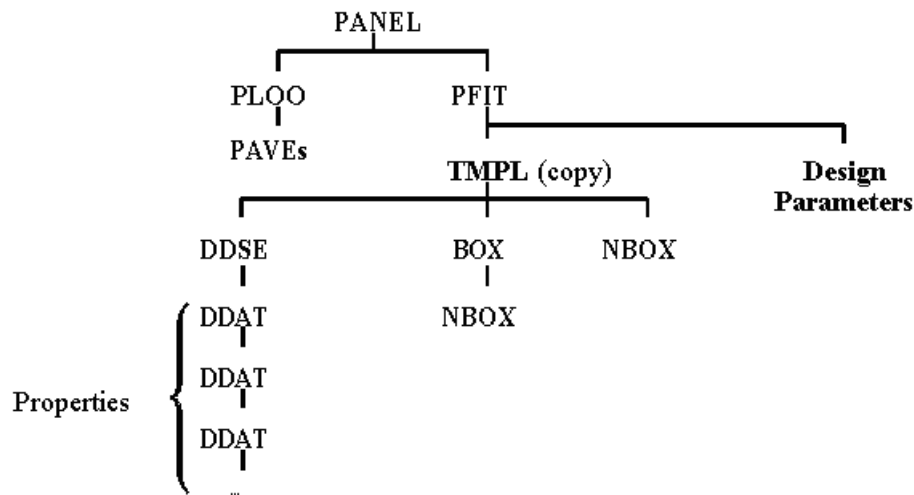 PANEL
PLOO PFIT
PAVEs
TMPL (copy) Design
Parameters
DDSE BOX NBOX
DDAT NBOX
DDAT
Properties
DDAT
...